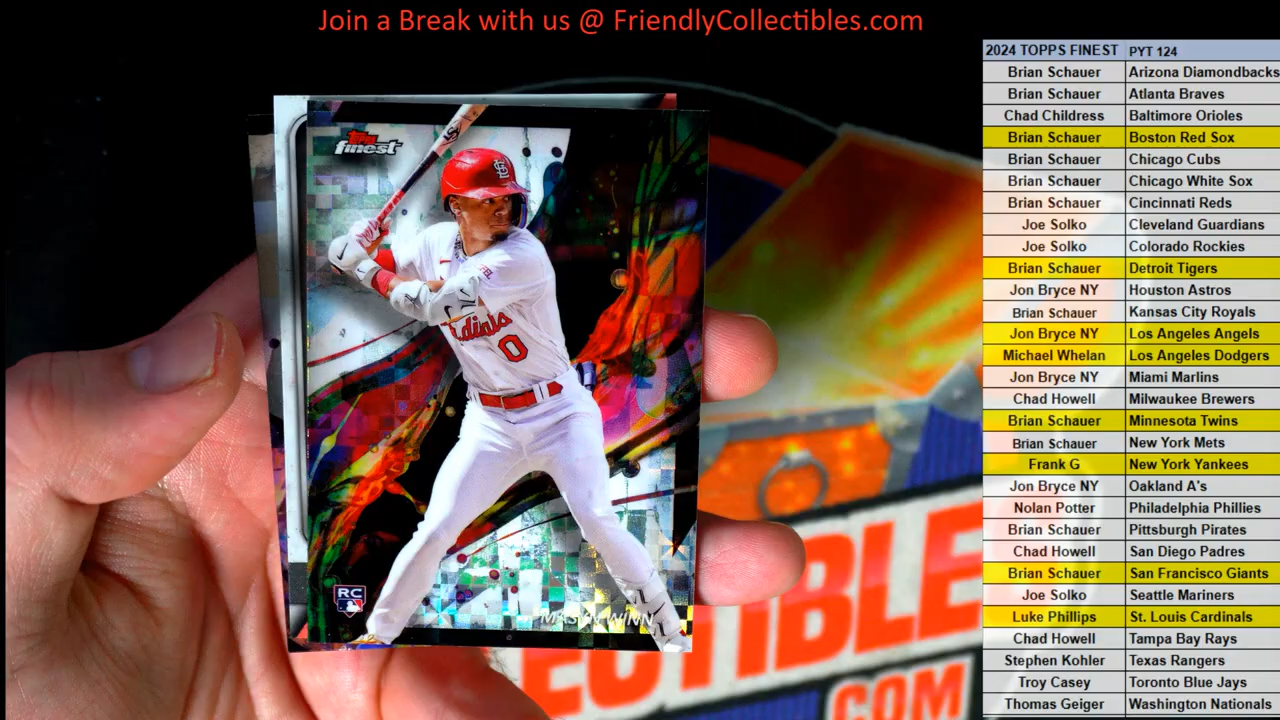 Join a Break with us @ FriendlyCollectibles.com
2024 TOPPS FINEST PYT 124
Brian Schauer Arizona Diamondbacks
Brian Schauer Atlanta Braves
Chad Childress Baltimore Orioles
Brian Schauer Boston Red Sox
Brian Schauer Chicago Cubs
Brian Schauer Chicago White Sox
Brian Schauer Cincinnati Reds
Joe Solko Cleveland Guardians
Joe Solko Colorado Rockies
Brian Schauer Detroit Tigers
Jon Bryce NY Houston Astros
Brian Schauer Kansas City Royals
Jon Bryce NY Los Angeles Angels
Michael Whelan Los Angeles Dodgers
Jon Bryce NY Miami Marlins
Chad Howell Milwaukee Brewers
Brian Schauer Minnesota Twins
Brian Schauer New York Mets
Frank G New York Yankees
Jon Bryce NY Oakland A's
Nolan Potter Philadelphia Phillies
Brian Schauer Pittsburgh Pirates
Chad Howell San Diego Padres
Brian Schauer San Francisco Giants
Joe Solko Seattle Mariners
Luke Phillips St. Louis Cardinals
Chad Howell Tampa Bay Rays
Stephen Kohler Texas Rangers
Troy Casey Toronto Blue Jays
Thomas Geiger Washington Nationals
Topps
finest
STL
Cardinals
0
RC
MASYN WINN
ECTIBLE
.COM